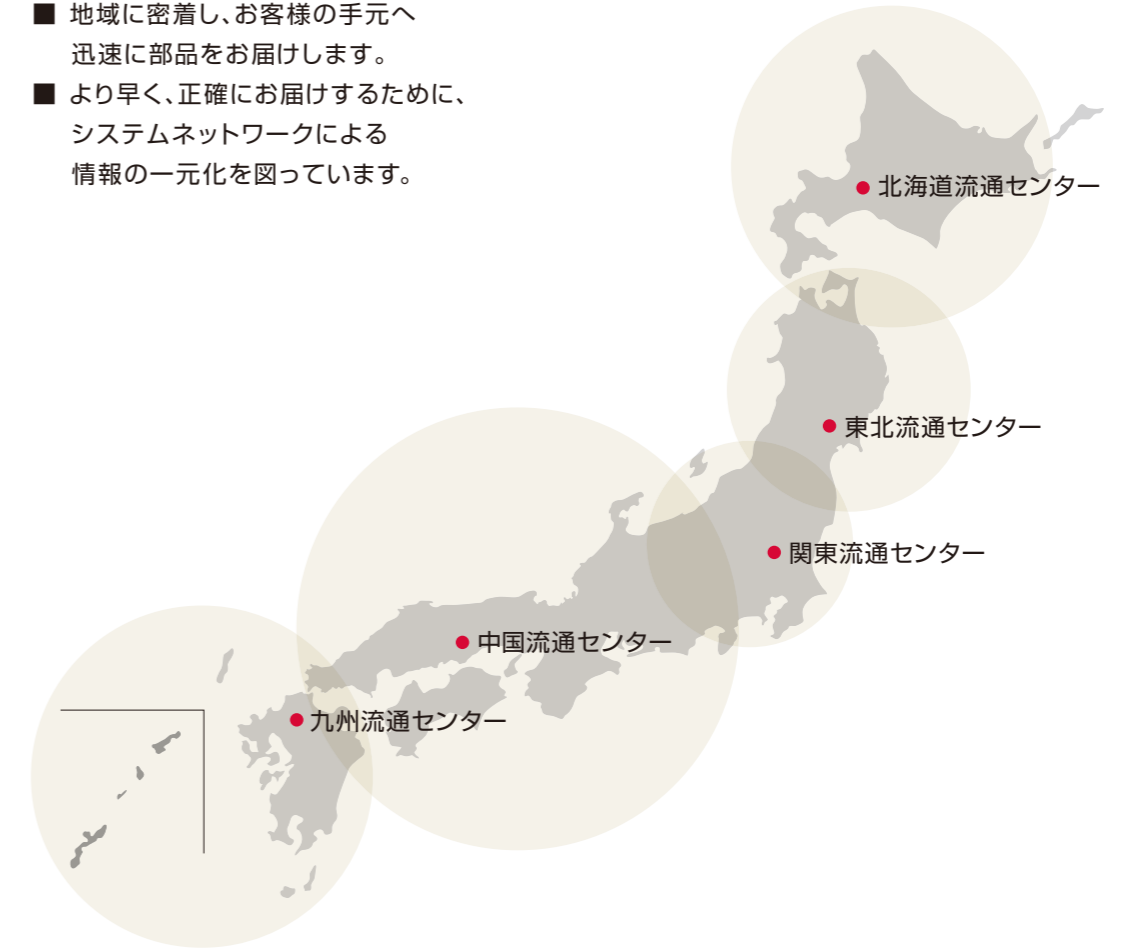 ■ 地域に密着し、お客様の手元へ
迅速に部品をお届けします。
■ より早く、正確にお届けするために、
システムネットワークによる
情報の一元化を図っています。
北海道流通センター
東北流通センター
関東流通センター
中国流通センター
九州流通センター